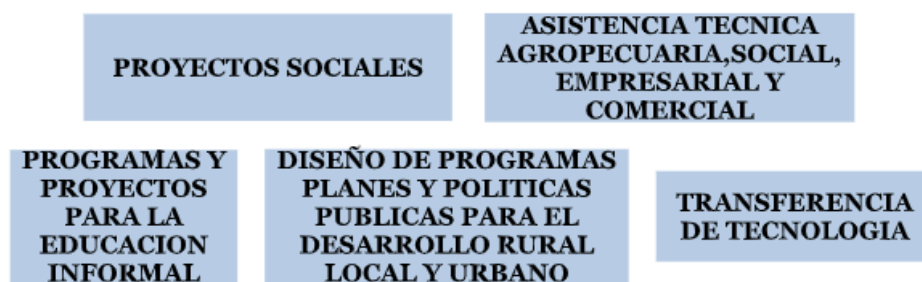 PROYECTOS SOCIALES
ASISTENCIA TECNICA
AGROPECUARIA,SOCIAL,
EMPRESARIAL Y
COMERCIAL
PROGRAMAS Y
PROYECTOS
PARA LA
EDUCACION
INFORMAL
DISEÑO DE PROGRAMAS
PLANES Y POLITICAS
PUBLICAS PARA EL
DESARROLLO RURAL
LOCAL Y URBANO
TRANSFERENCIA
DE TECNOLOGIA